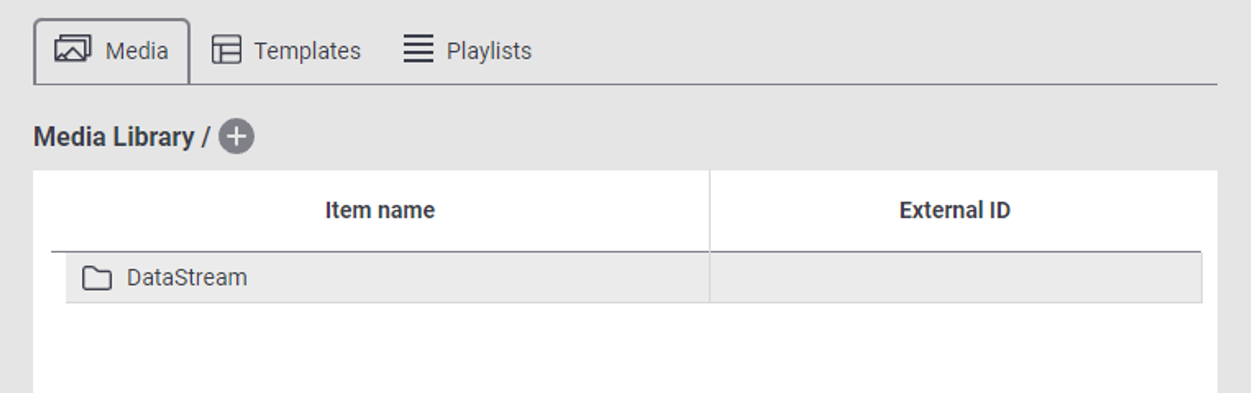 Media Templates Playlists
Media Library /
Item name External ID
DataStream